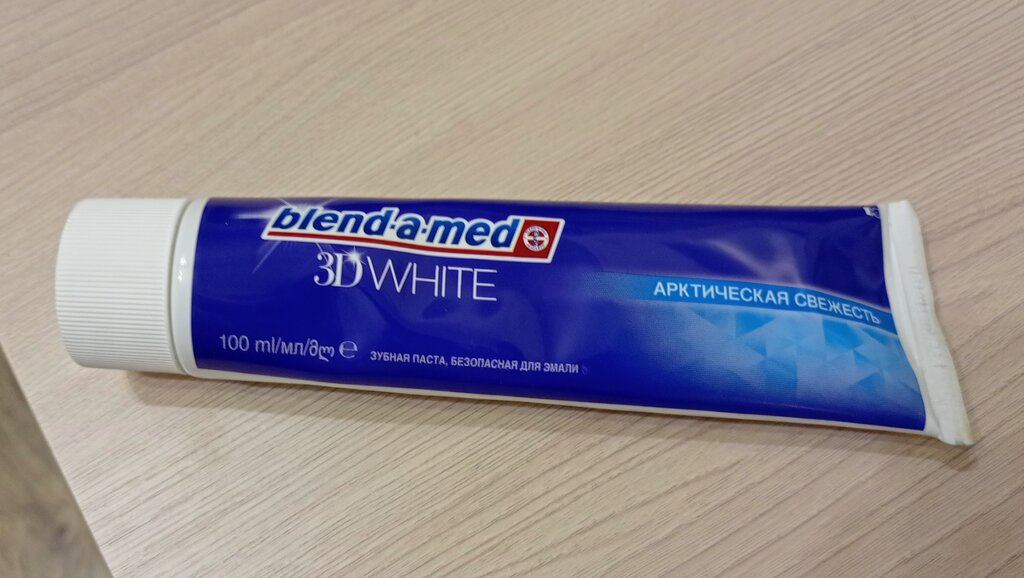 blend-a-med
3D WHITE
АРКТИЧЕСКАЯ СВЕЖЕСТЬ
100 ml/мл/მლ ℮
ЗУБНАЯ ПАСТА, БЕЗОПАСНАЯ ДЛЯ ЭМАЛИ